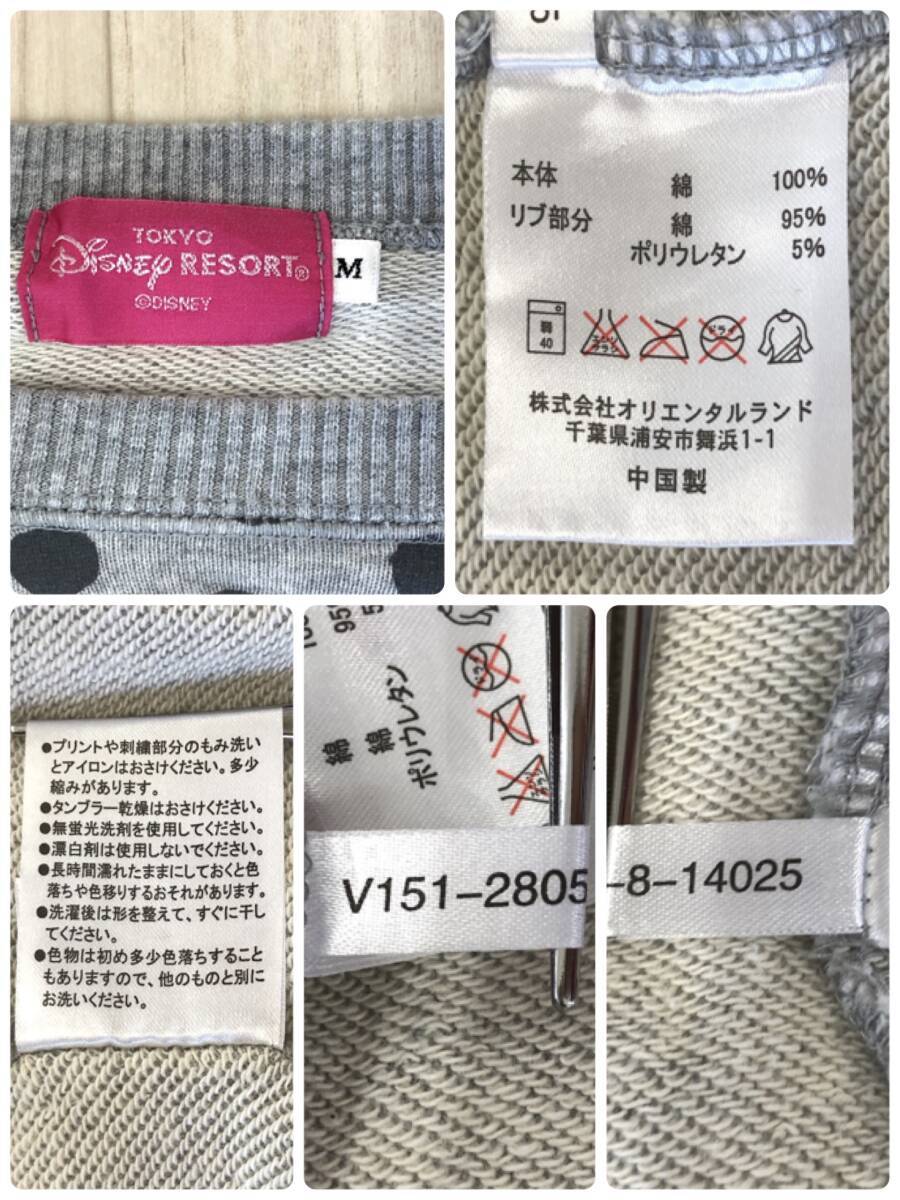 TOKYO
Disney RESORT®
©DISNEY
M
本体 綿 100%
リブ部分 綿 95%
ポリウレタン 5%
弱
40
エンソ
サラシ
ドライ
株式会社オリエンタルランド
千葉県浦安市舞浜1-1
中国製
●プリントや刺繍部分のもみ洗い
とアイロンはおさけください。多少
縮みがあります。
●タンブラー乾燥はおさけください。
●無蛍光洗剤を使用してください。
●漂白剤は使用しないでください。
●長時間濡れたままにしておくと色
落ちや色移りするおそれがあります。
●洗濯後は形を整えて、すぐに干し
てください。
●色物は初め多少色落ちすること
もありますので、他のものと別に
お洗いください。
綿
綿
ポリウレタン
95
V151-2805
-8-14025